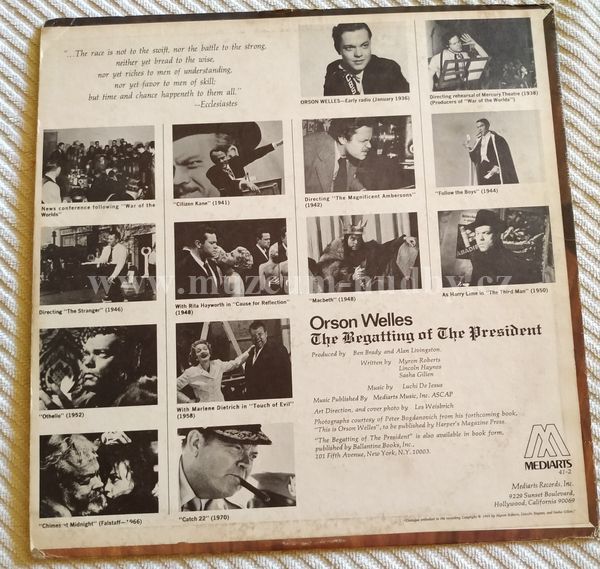 "...The race is not to the swift, nor the battle to the strong,
neither yet bread to the wise,
nor yet riches to men of understanding,
nor yet favor to men of skill;
but time and chance happeneth to them all."
—Ecclesiastes
ORSON WELLES—Early radio (January 1936)
Directing rehearsal of Mercury Theatre (1938)
(Producers of "War of the Worlds")
News conference following "War of the
Worlds"
"Citizen Kane" (1941)
Directing "The Magnificent Ambersons"
(1942)
"Follow the Boys" (1944)
Directing "The Stranger" (1946)
With Rita Hayworth in "Cause for Reflection"
(1948)
"Macbeth" (1948)
As Harry Lime in "The Third Man" (1950)
"Othello" (1952)
With Marlene Dietrich in "Touch of Evil"
(1958)
"Chimes at Midnight" (Falstaff—1966)
"Catch 22" (1970)
www.muzeum-hudby.cz
Orson Welles
The Begatting of The President
Produced by Ben Brady and Alan Livingston.
Written by Myron Roberts
Lincoln Haynes
Sasha Gilien
Music by Luchi De Jesus
Music Published By Mediarts Music, Inc. ASCAP
Art Direction, and cover photo by Les Weisbrich
Photographs courtesy of Peter Bogdanovich from his forthcoming book,
"This is Orson Welles", to be published by Harper's Magazine Press
"The Begatting of The President" is also available in book form,
published by Ballantine Books, Inc.,
101 Fifth Avenue, New York, N.Y. 10003.
MEDIARTS
41-2
Mediarts Records, Inc.
9229 Sunset Boulevard,
Hollywood, California 90069